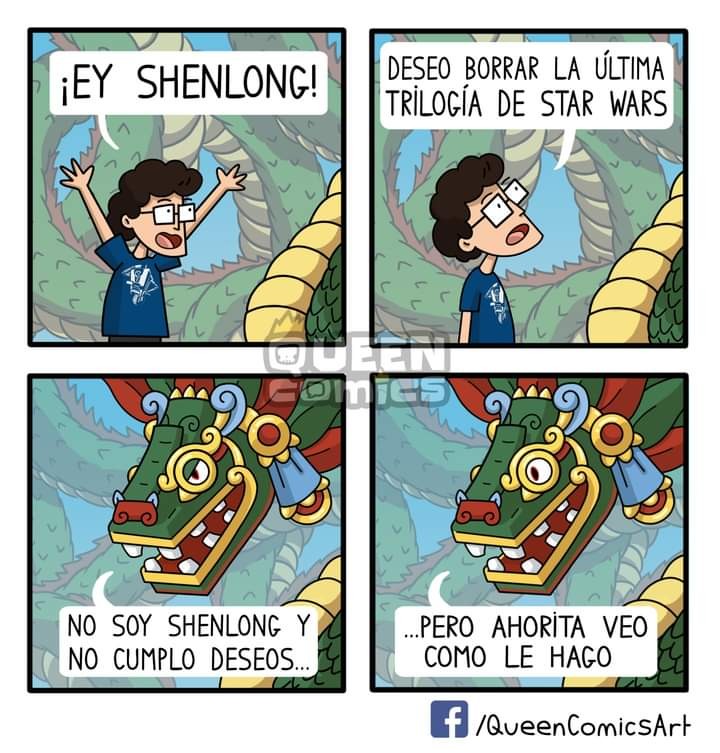 ¡EY SHENLONG!
DESEO BORRAR LA ÚLTIMA
TRILOGÍA DE STAR WARS
QUEEN
COMICS
NO SOY SHENLONG Y
NO CUMPLO DESEOS...
...PERO AHORITA VEO
COMO LE HAGO
f /QueenComicsArt